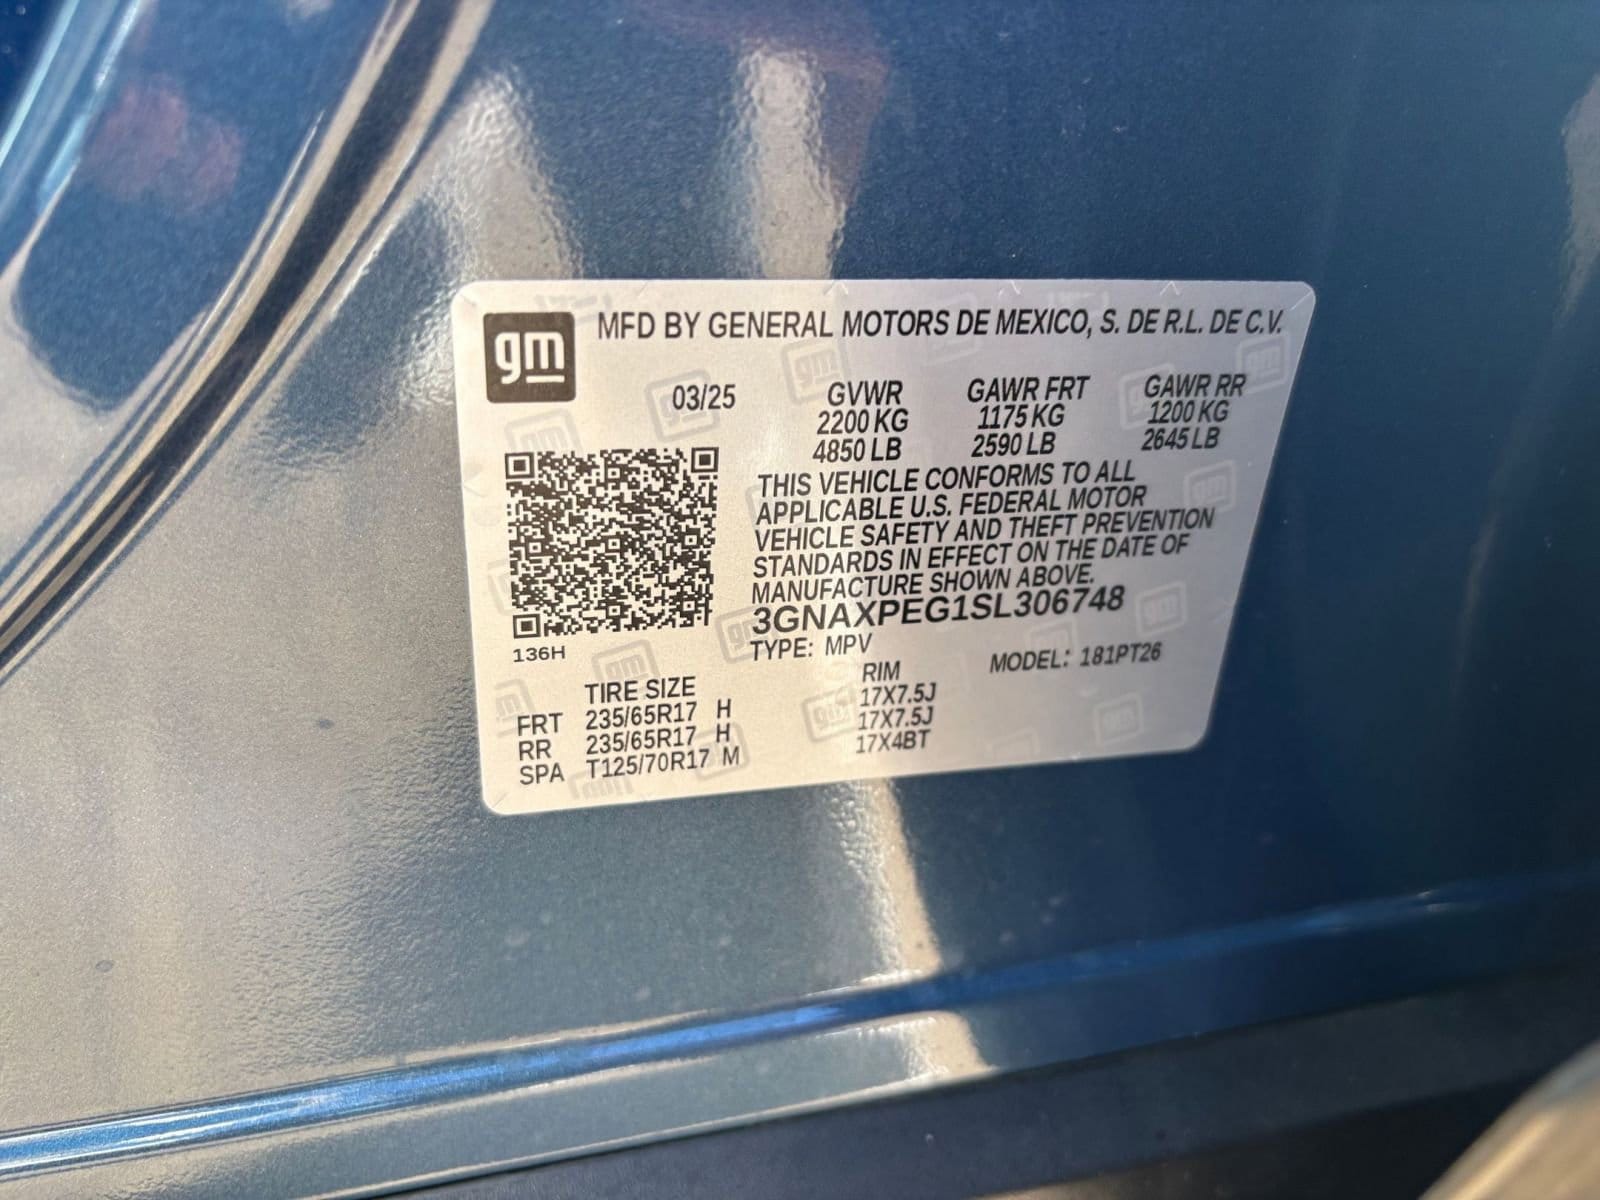 gm
MFD BY GENERAL MOTORS DE MEXICO, S. DE R.L. DE C.V.
03/25 GVWR GAWR FRT GAWR RR
2200 KG 1175 KG 1200 KG
4850 LB 2590 LB 2645 LB
THIS VEHICLE CONFORMS TO ALL
APPLICABLE U.S. FEDERAL MOTOR
VEHICLE SAFETY AND THEFT PREVENTION
STANDARDS IN EFFECT ON THE DATE OF
MANUFACTURE SHOWN ABOVE.
3GNAXPEG1SL306748
136H
TYPE: MPV MODEL: 181PT26
TIRE SIZE RIM
FRT 235/65R17 H 17X7.5J
RR 235/65R17 H 17X7.5J
SPA T125/70R17 M 17X4BT